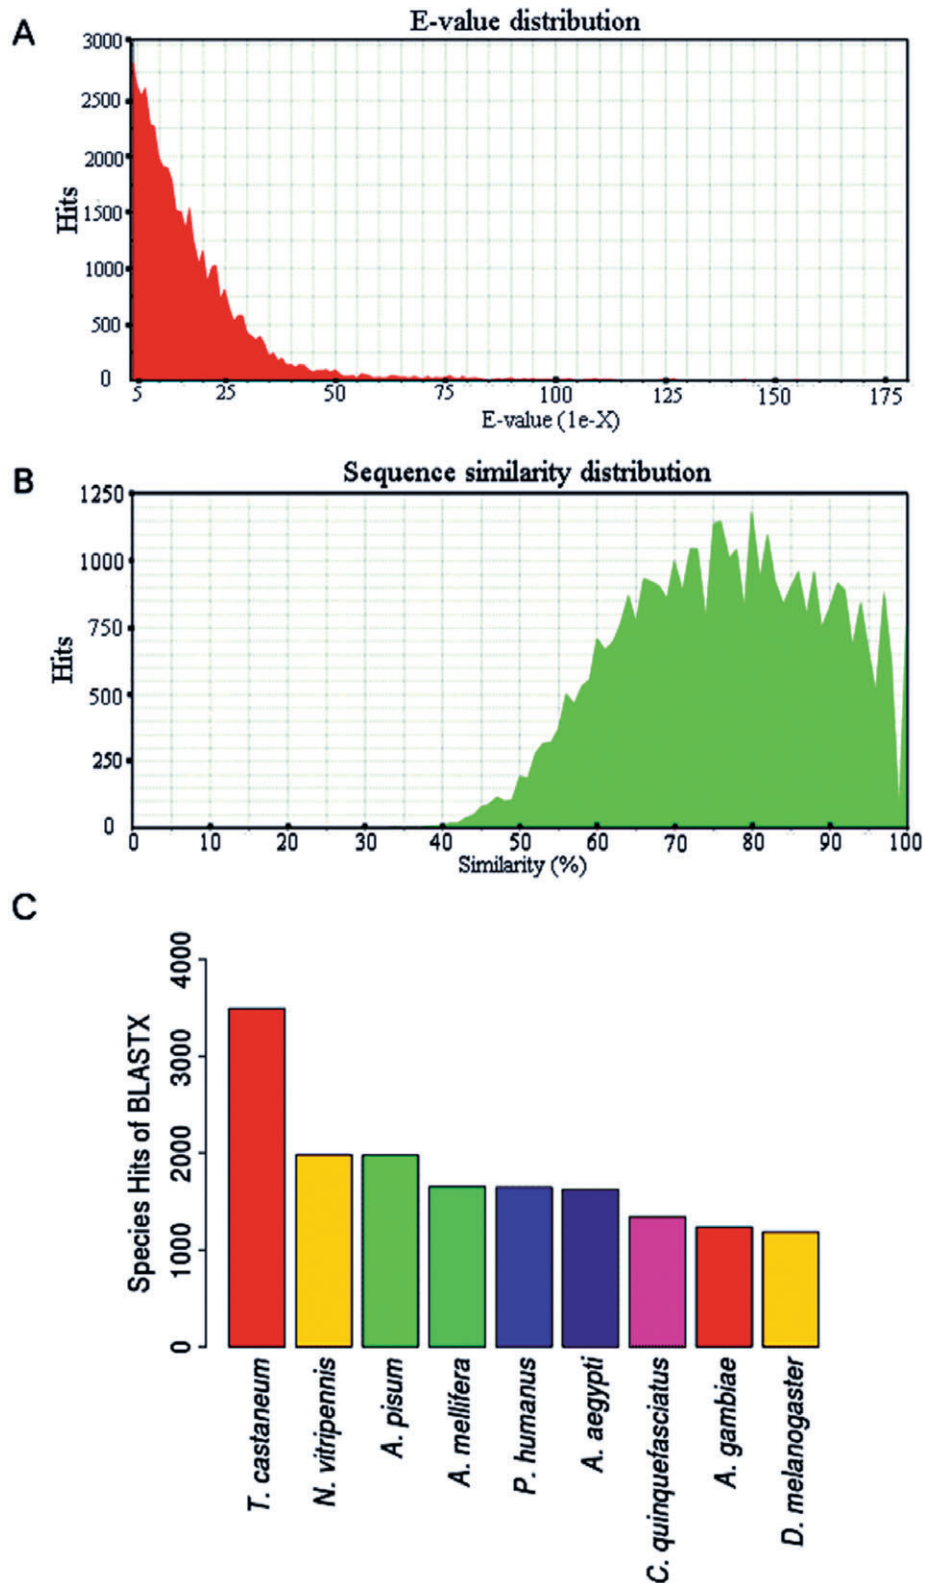 A
E-value distribution
3000
2500
2000
1500
1000
500
0
Hits
5 25 50 75 100 125 150 175
E-value (1e-X)
B
Sequence similarity distribution
1250
1000
750
500
250
0
Hits
0 10 20 30 40 50 60 70 80 90 100
Similarity (%)
C
4000
3000
2000
1000
0
Species Hits of BLASTX
T. castaneum
N. vitripennis
A. pisum
A. mellifera
P. humanus
A. aegypti
C. quinquefasciatus
A. gambiae
D. melanogaster